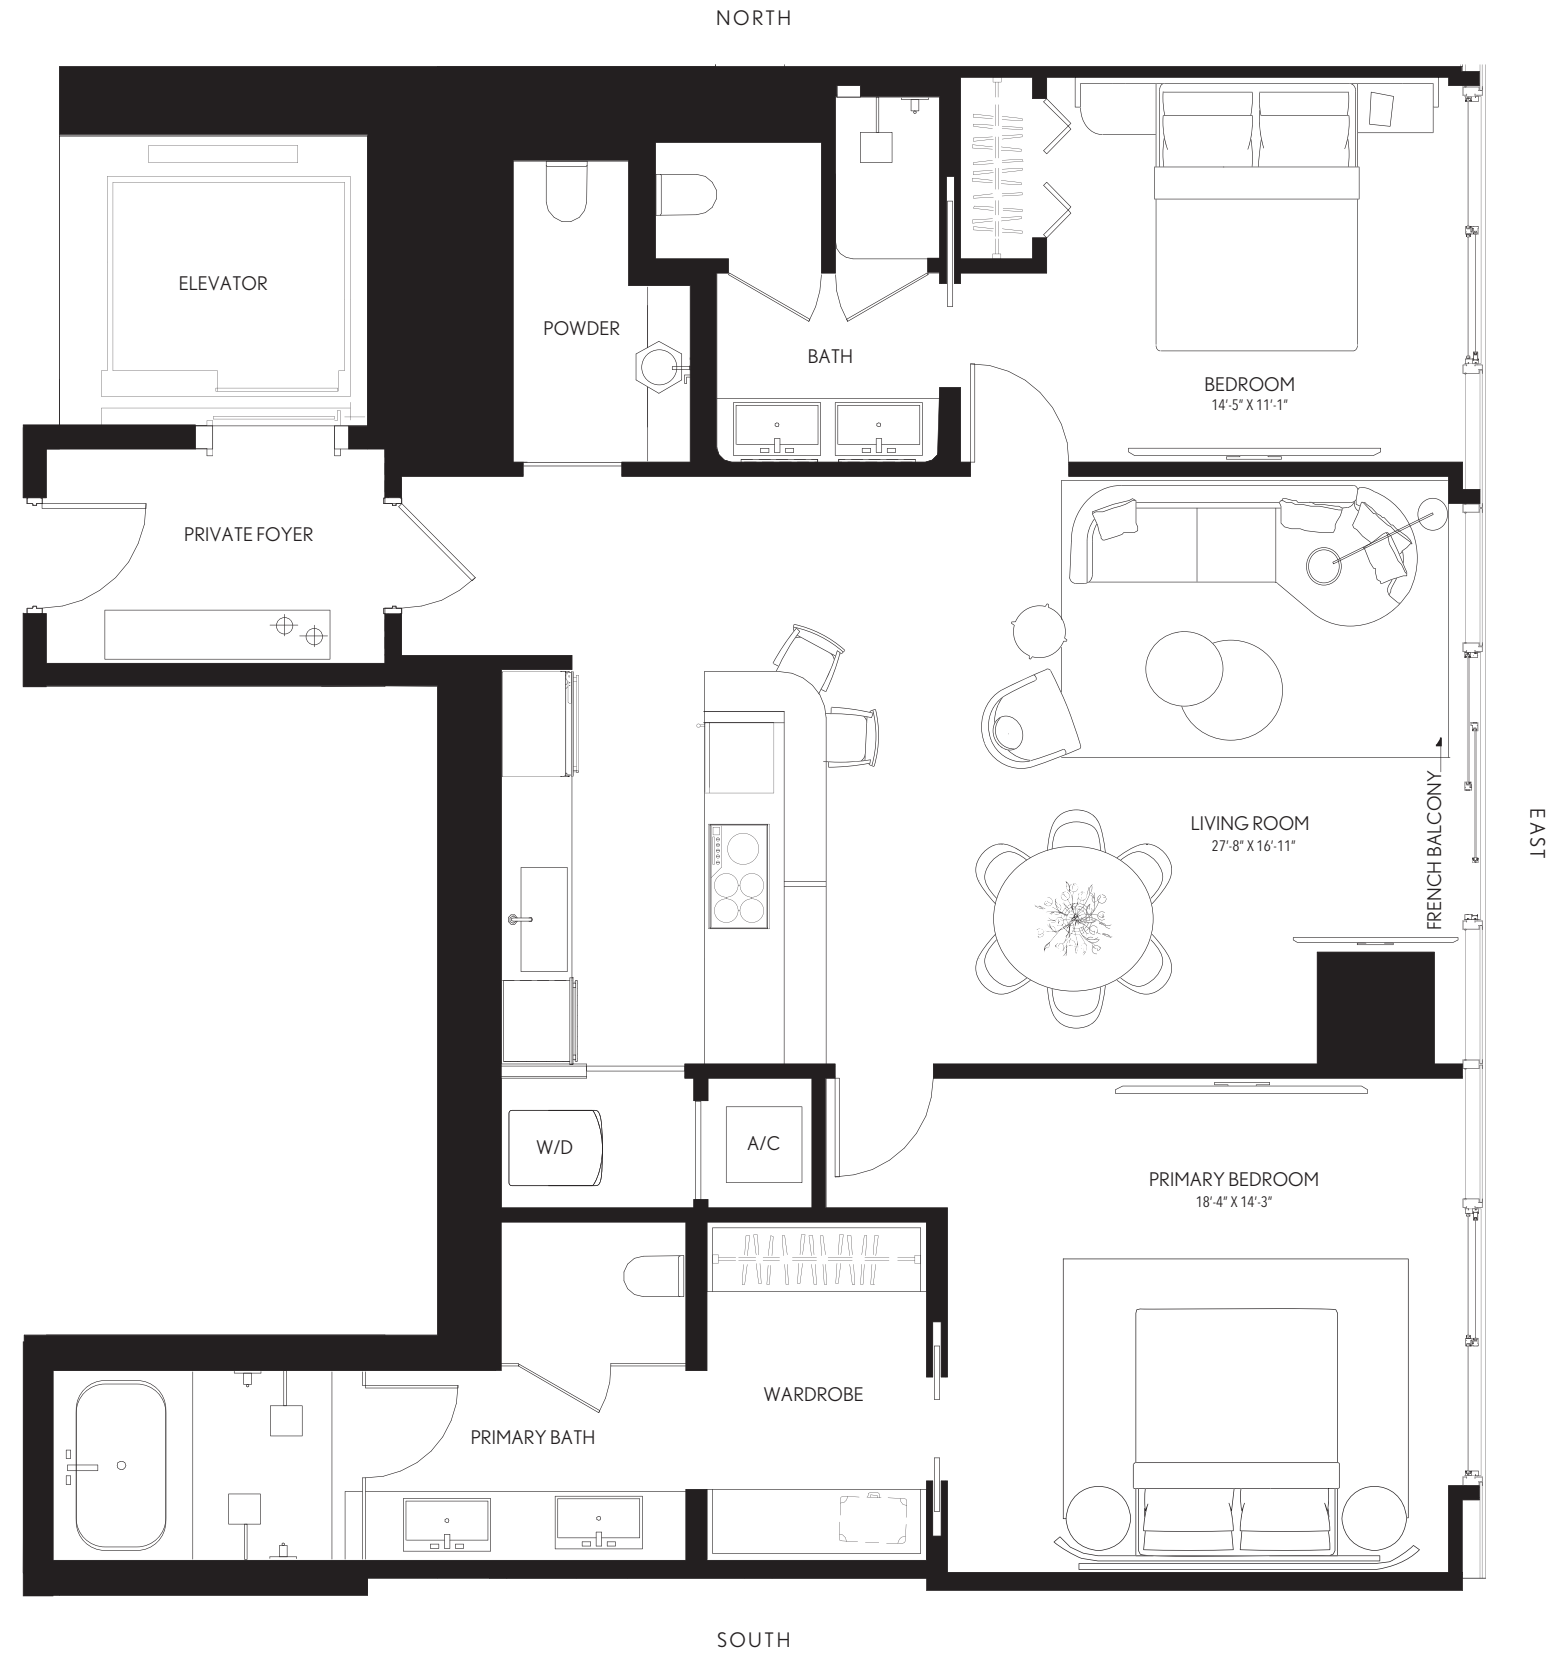 NORTH
ELEVATOR
POWDER
BATH
BEDROOM
14'-5" X 11'-1"
PRIVATE FOYER
LIVING ROOM
27'-8" X 16'-11"
FRENCH BALCONY
EAST
W/D
A/C
PRIMARY BEDROOM
18'-4" X 14'-3"
WARDROBE
PRIMARY BATH
SOUTH